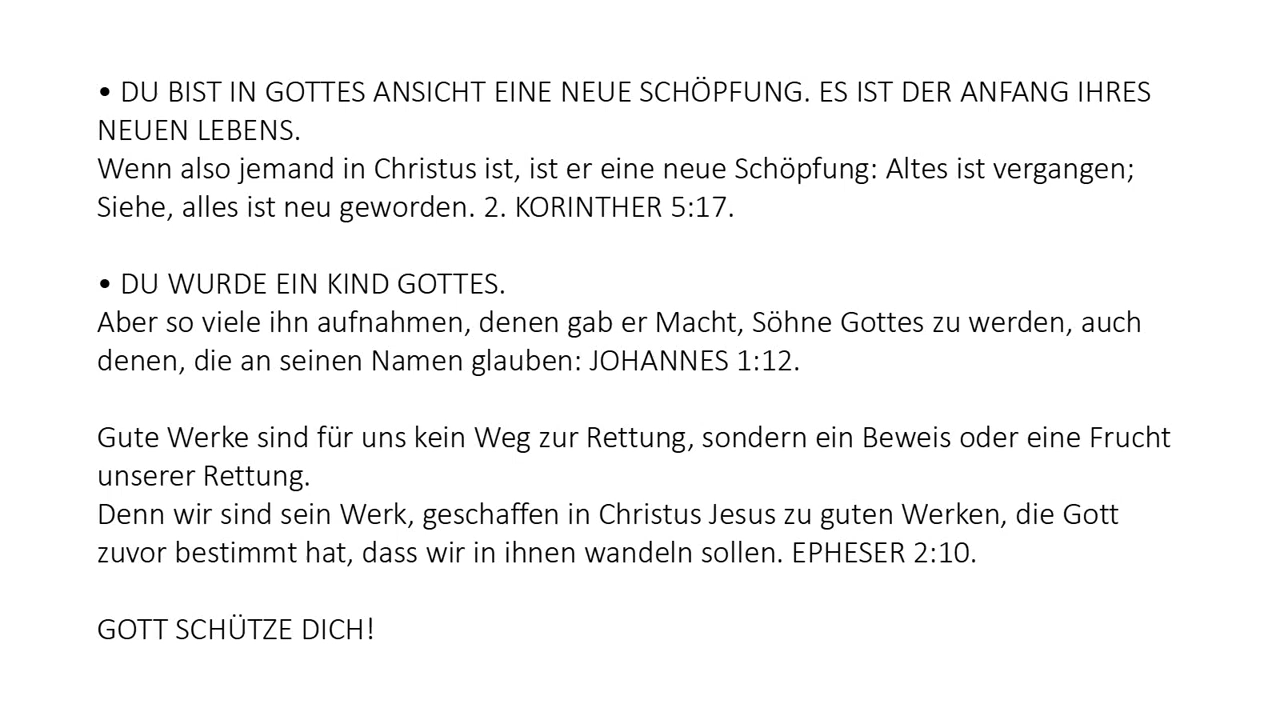 • DU BIST IN GOTTES ANSICHT EINE NEUE SCHÖPFUNG. ES IST DER ANFANG IHRES
NEUEN LEBENS.
Wenn also jemand in Christus ist, ist er eine neue Schöpfung: Altes ist vergangen;
Siehe, alles ist neu geworden. 2. KORINTHER 5:17.
• DU WURDE EIN KIND GOTTES.
Aber so viele ihn aufnahmen, denen gab er Macht, Söhne Gottes zu werden, auch
denen, die an seinen Namen glauben: JOHANNES 1:12.
Gute Werke sind für uns kein Weg zur Rettung, sondern ein Beweis oder eine Frucht
unserer Rettung.
Denn wir sind sein Werk, geschaffen in Christus Jesus zu guten Werken, die Gott
zuvor bestimmt hat, dass wir in ihnen wandeln sollen. EPHESER 2:10.
GOTT SCHÜTZE DICH!